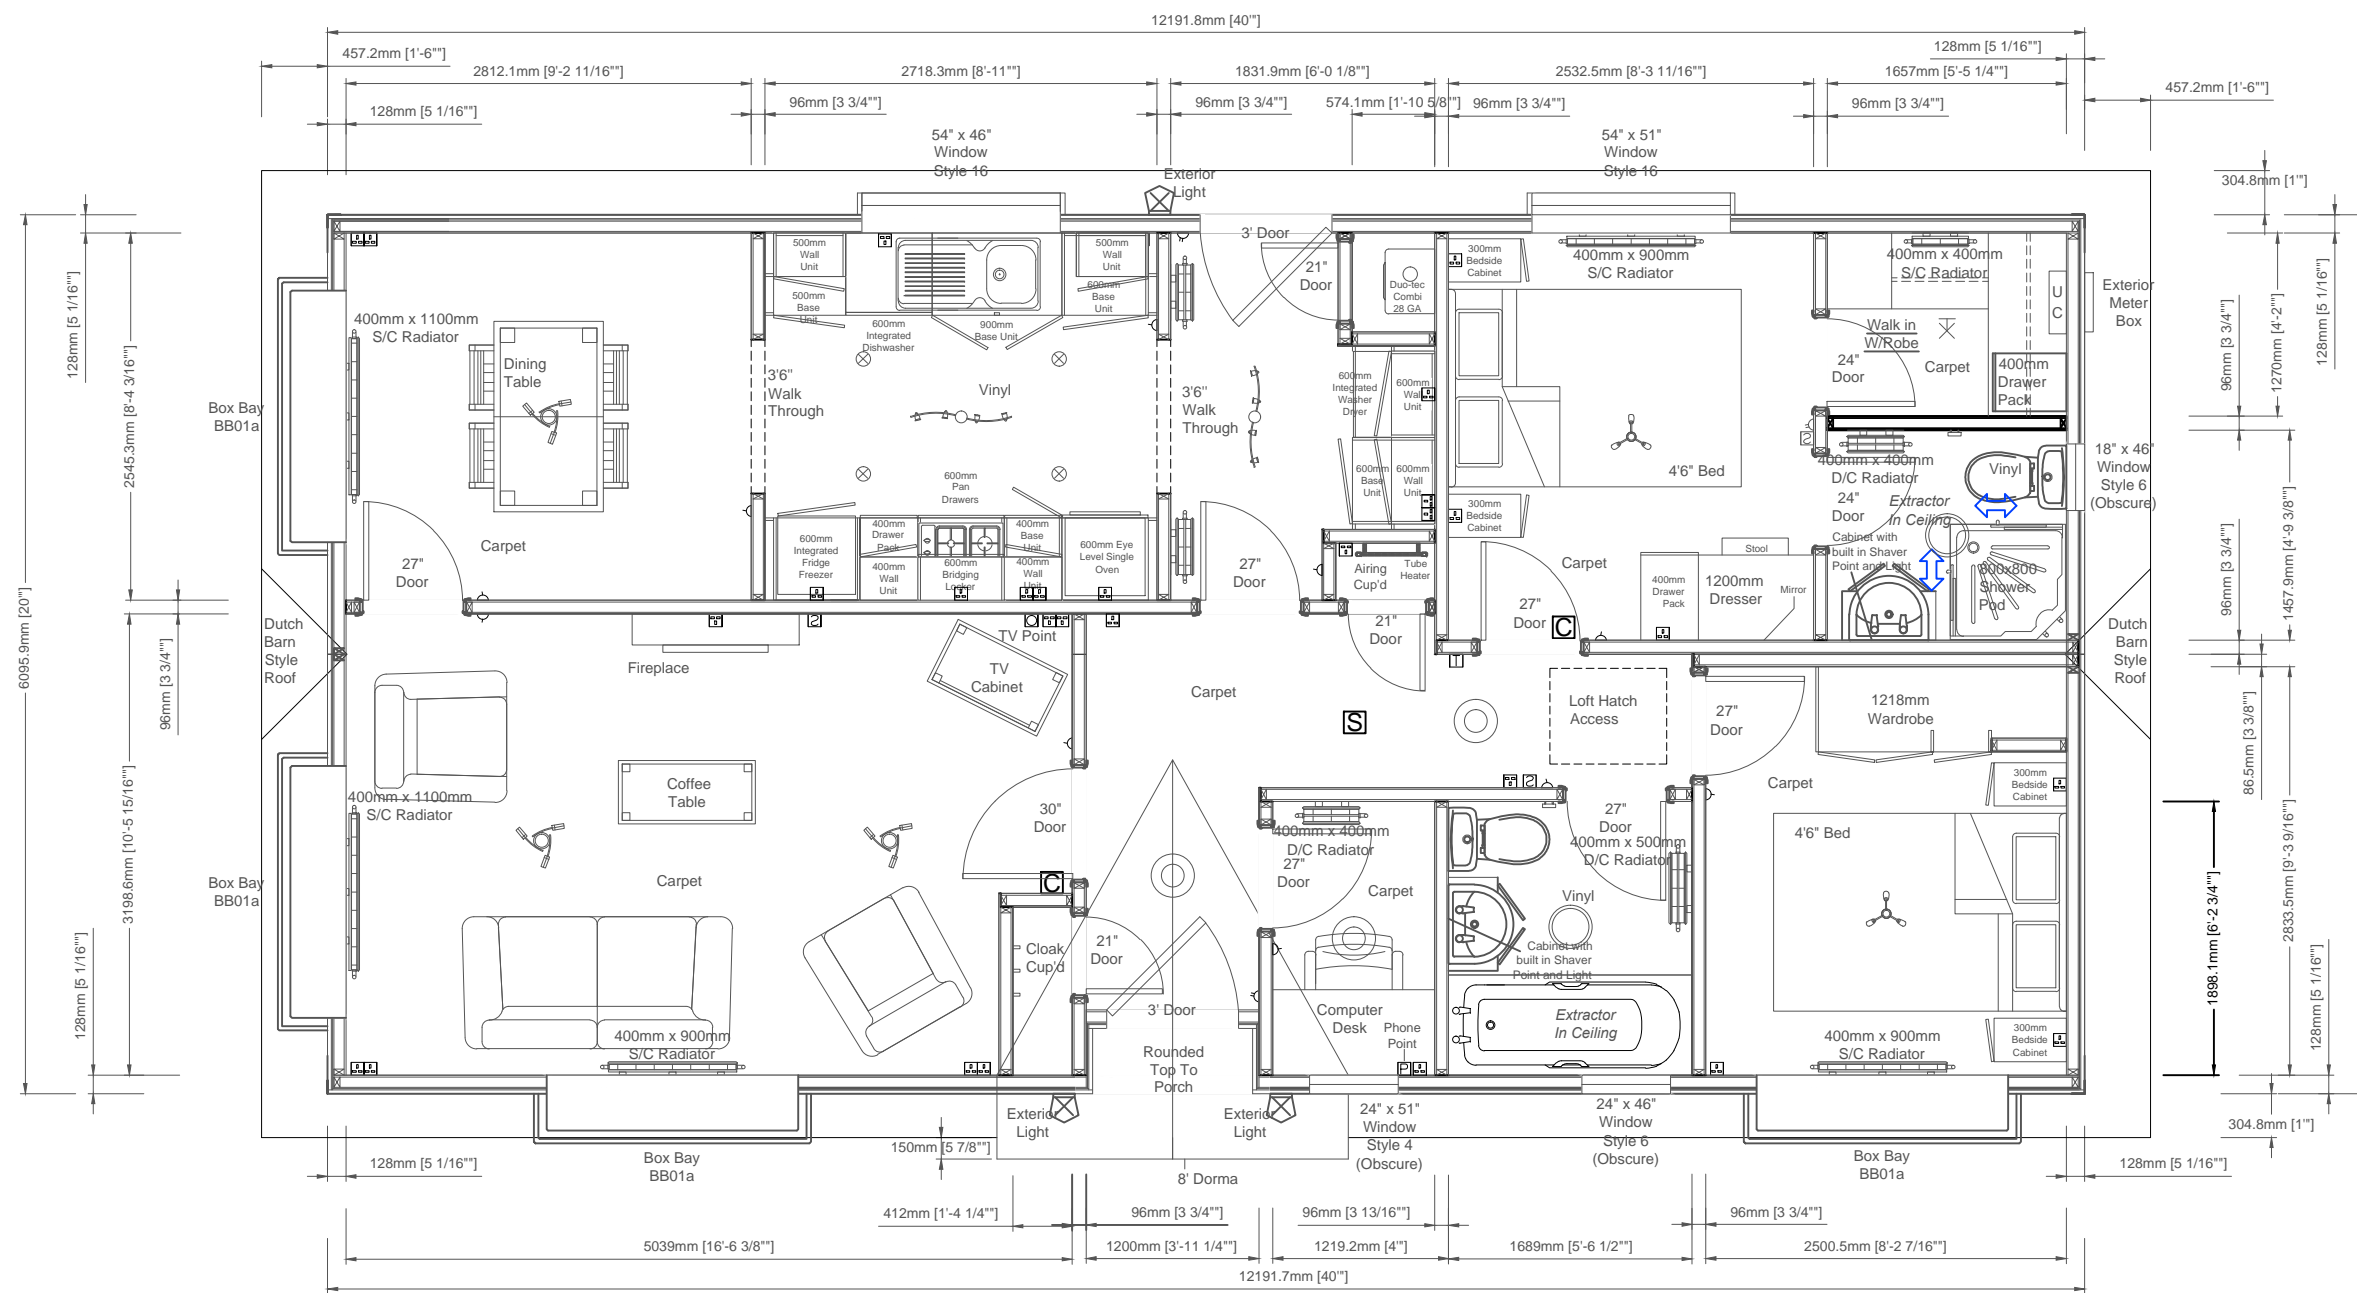 12191.8mm [40'"]
457.2mm [1'-6""]
128mm [5 1/16""]
2812.1mm [9'-2 11/16""]
2718.3mm [8'-11""]
1831.9mm [6'-0 1/8""]
2532.5mm [8'-3 11/16""]
1657mm [5'-5 1/4""]
457.2mm [1'-6""]
128mm [5 1/16""]
96mm [3 3/4""]
96mm [3 3/4""]
574.1mm [1'-10 5/8""]
96mm [3 3/4""]
96mm [3 3/4""]
54" x 46"
Window
Style 16
54" x 51"
Window
Style 16
Exterior
Light
304.8mm [1'"]
3' Door
500mm
Wall
Unit
500mm
Wall
Unit
500mm
Base
Unit
600mm
Base
Unit
21"
Door
Duo-tec
Combi
28 GA
300mm
Bedside
Cabinet
400mm x 900mm
S/C Radiator
400mm x 400mm
S/C Radiator
U
C
Exterior
Meter
Box
400mm x 1100mm
S/C Radiator
600mm
Integrated
Dishwasher
900mm
Base Unit
Walk in
W/Robe
24"
Door
Carpet
400mm
Drawer
Pack
Dining
Table
3'6"
Walk
Through
Vinyl
3'6"
Walk
Through
600mm
Integrated
Washer
Dryer
600mm
Wall
Unit
Box Bay
BB01a
4'6" Bed
400mm x 400mm
D/C Radiator
Vinyl
18" x 46"
Window
Style 6
(Obscure)
600mm
Pan
Drawers
600mm
Base
Unit
600mm
Wall
Unit
300mm
Bedside
Cabinet
24"
Door
Extractor
In Ceiling
Cabinet with
built in Shaver
Point and Light
Carpet
27"
Door
600mm
Integrated
Fridge
Freezer
400mm
Drawer
Pack
400mm
Wall
Unit
600mm
Bridging
Locker
400mm
Base
Unit
400mm
Wall
Unit
600mm Eye
Level Single
Oven
27"
Door
Airing
Cup'd
Tube
Heater
Carpet
Stool
400mm
Drawer
Pack
1200mm
Dresser
Mirror
800x800
Shower
Pod
27"
Door
C
21"
Door
Dutch
Barn
Style
Roof
Dutch
Barn
Style
Roof
S
TV Point
Fireplace
TV
Cabinet
Carpet
T
S
Loft Hatch
Access
27"
Door
1218mm
Wardrobe
Carpet
300mm
Bedside
Cabinet
400mm x 1100mm
S/C Radiator
Coffee
Table
30"
Door
S
27"
Door
400mm x 400mm
D/C Radiator
27"
Door
400mm x 500mm
D/C Radiator
4'6" Bed
Box Bay
BB01a
Carpet
C
Carpet
Vinyl
Cloak
Cup'd
21"
Door
Cabinet with
built in Shaver
Point and Light
3' Door
Computer
Desk
Phone
Point
P
Extractor
In Ceiling
400mm x 900mm
S/C Radiator
Rounded
Top To
Porch
400mm x 900mm
S/C Radiator
300mm
Bedside
Cabinet
Exterior
Light
Exterior
Light
24" x 51"
Window
Style 4
(Obscure)
24" x 46"
Window
Style 6
(Obscure)
150mm [5 7/8""]
304.8mm [1'"]
Box Bay
BB01a
8' Dorma
Box Bay
BB01a
128mm [5 1/16""]
128mm [5 1/16""]
412mm [1'-4 1/4""]
96mm [3 3/4""]
96mm [3 13/16""]
96mm [3 3/4""]
5039mm [16'-6 3/8""]
1200mm [3'-11 1/4""]
1219.2mm [4'"]
1689mm [5'-6 1/2""]
2500.5mm [8'-2 7/16""]
12191.7mm [40'"]
6095.9mm [20'"]
128mm [5 1/16""]
2545.3mm [8'-4 3/16""]
96mm [3 3/4""]
3198.6mm [10'-5 15/16""]
128mm [5 1/16""]
96mm [3 3/4""]
1270mm [4'-2""]
128mm [5 1/16""]
96mm [3 3/4""]
1457.9mm [4'-9 3/8""]
86.5mm [3 3/8""]
2833.5mm [9'-3 9/16""]
1898.1mm [6'-2 3/4""]
128mm [5 1/16""]